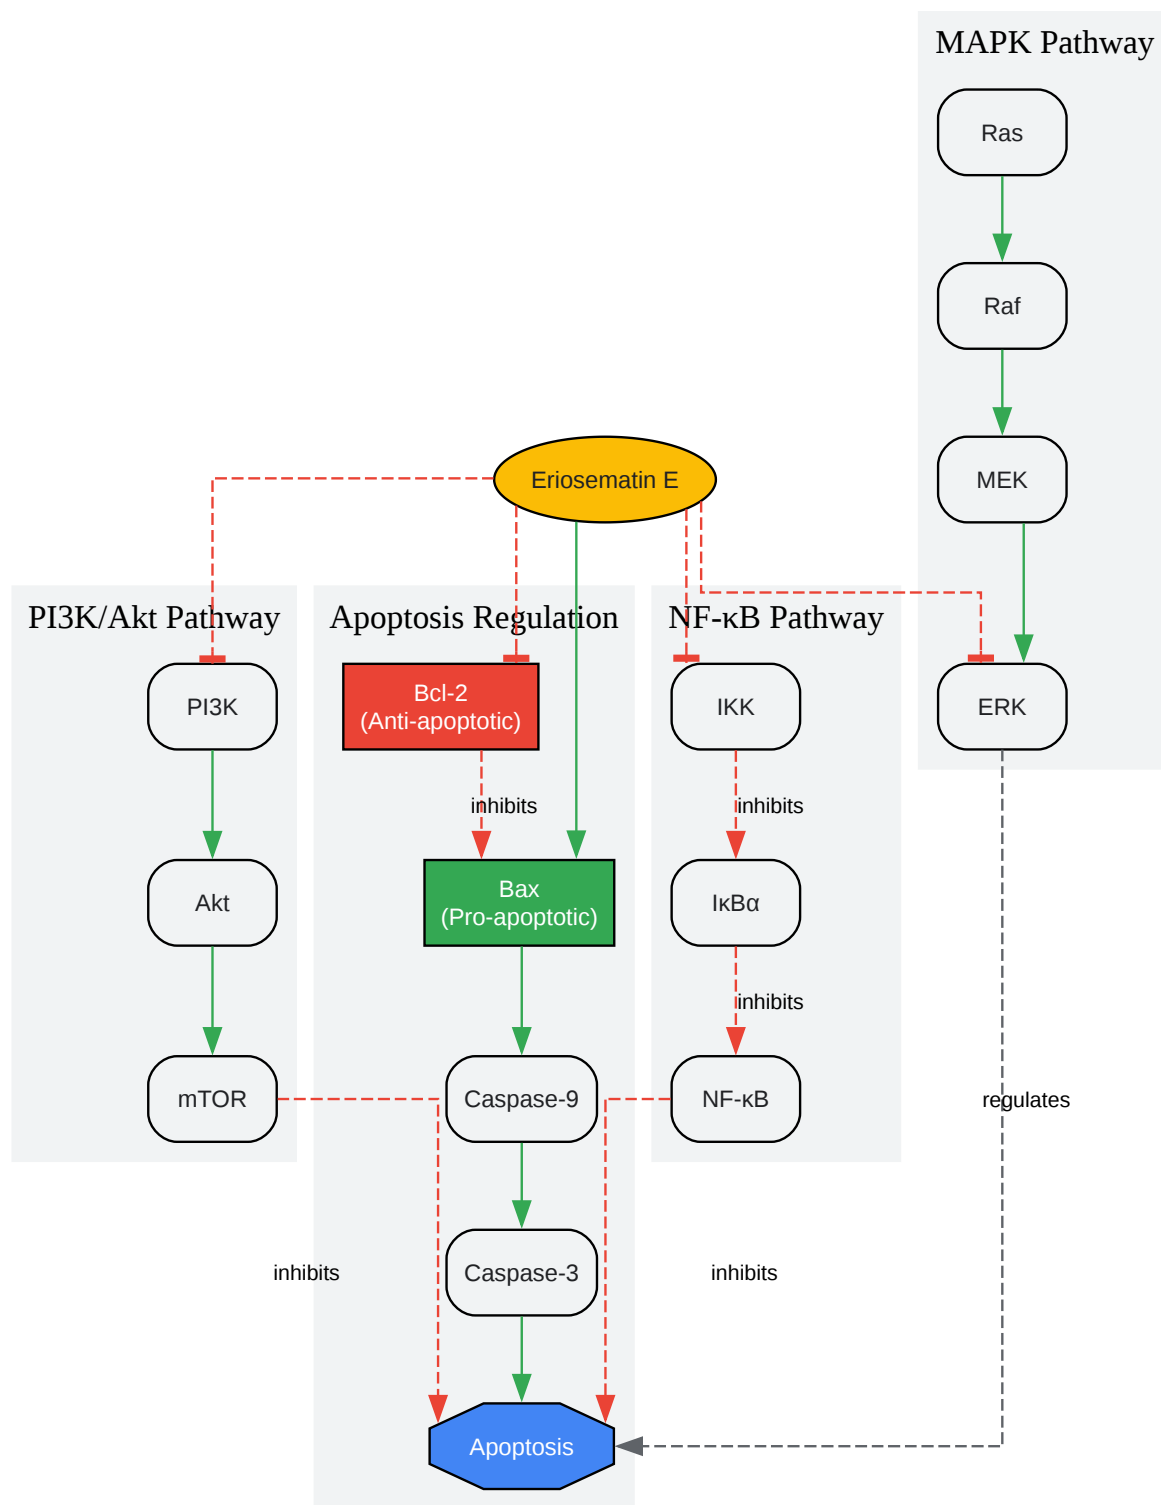 MAPK Pathway
Ras
Raf
MEK
Eriosematin E
PI3K/Akt Pathway
Apoptosis Regulation
NF-κB Pathway
PI3K
Bcl-2
(Anti-apoptotic)
IKK
ERK
inhibits
inhibits
Akt
Bax
(Pro-apoptotic)
IκBα
inhibits
mTOR
Caspase-9
NF-κB
regulates
inhibits
Caspase-3
inhibits
Apoptosis